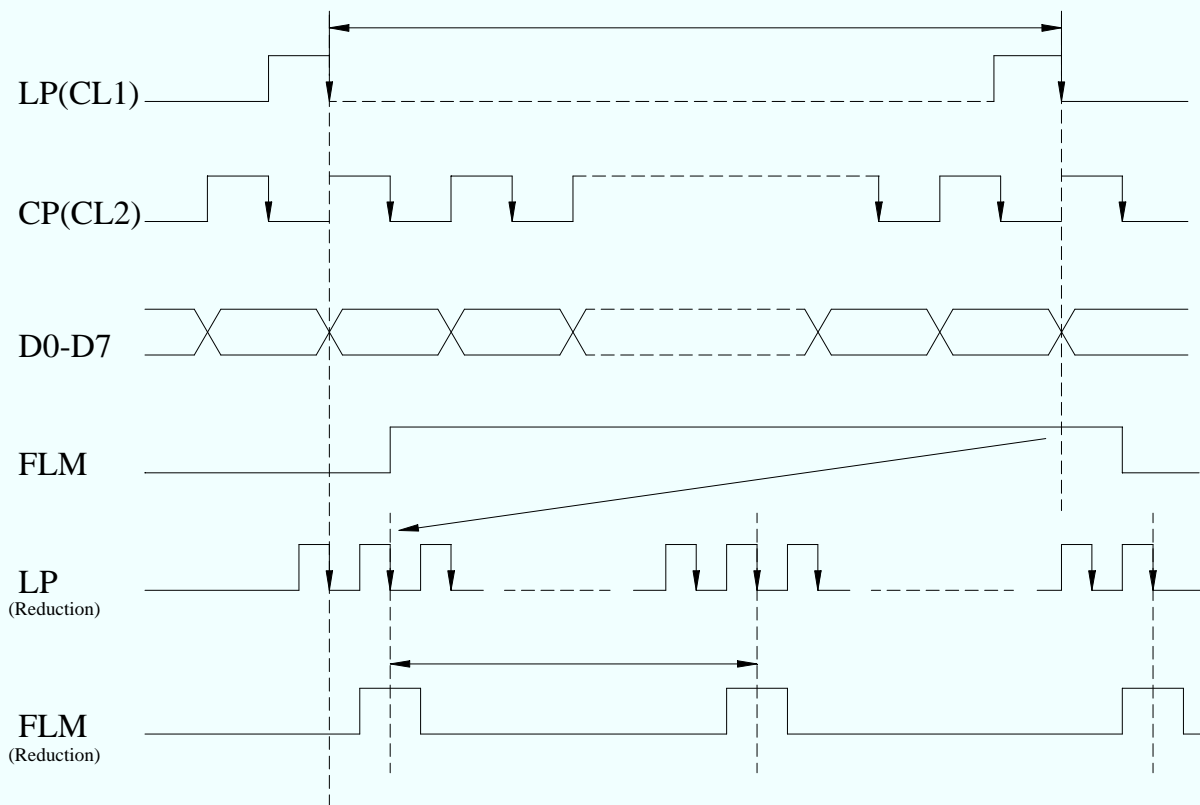 LP(CL1)
CP(CL2)
D0-D7
FLM
LP
(Reduction)
FLM
(Reduction)